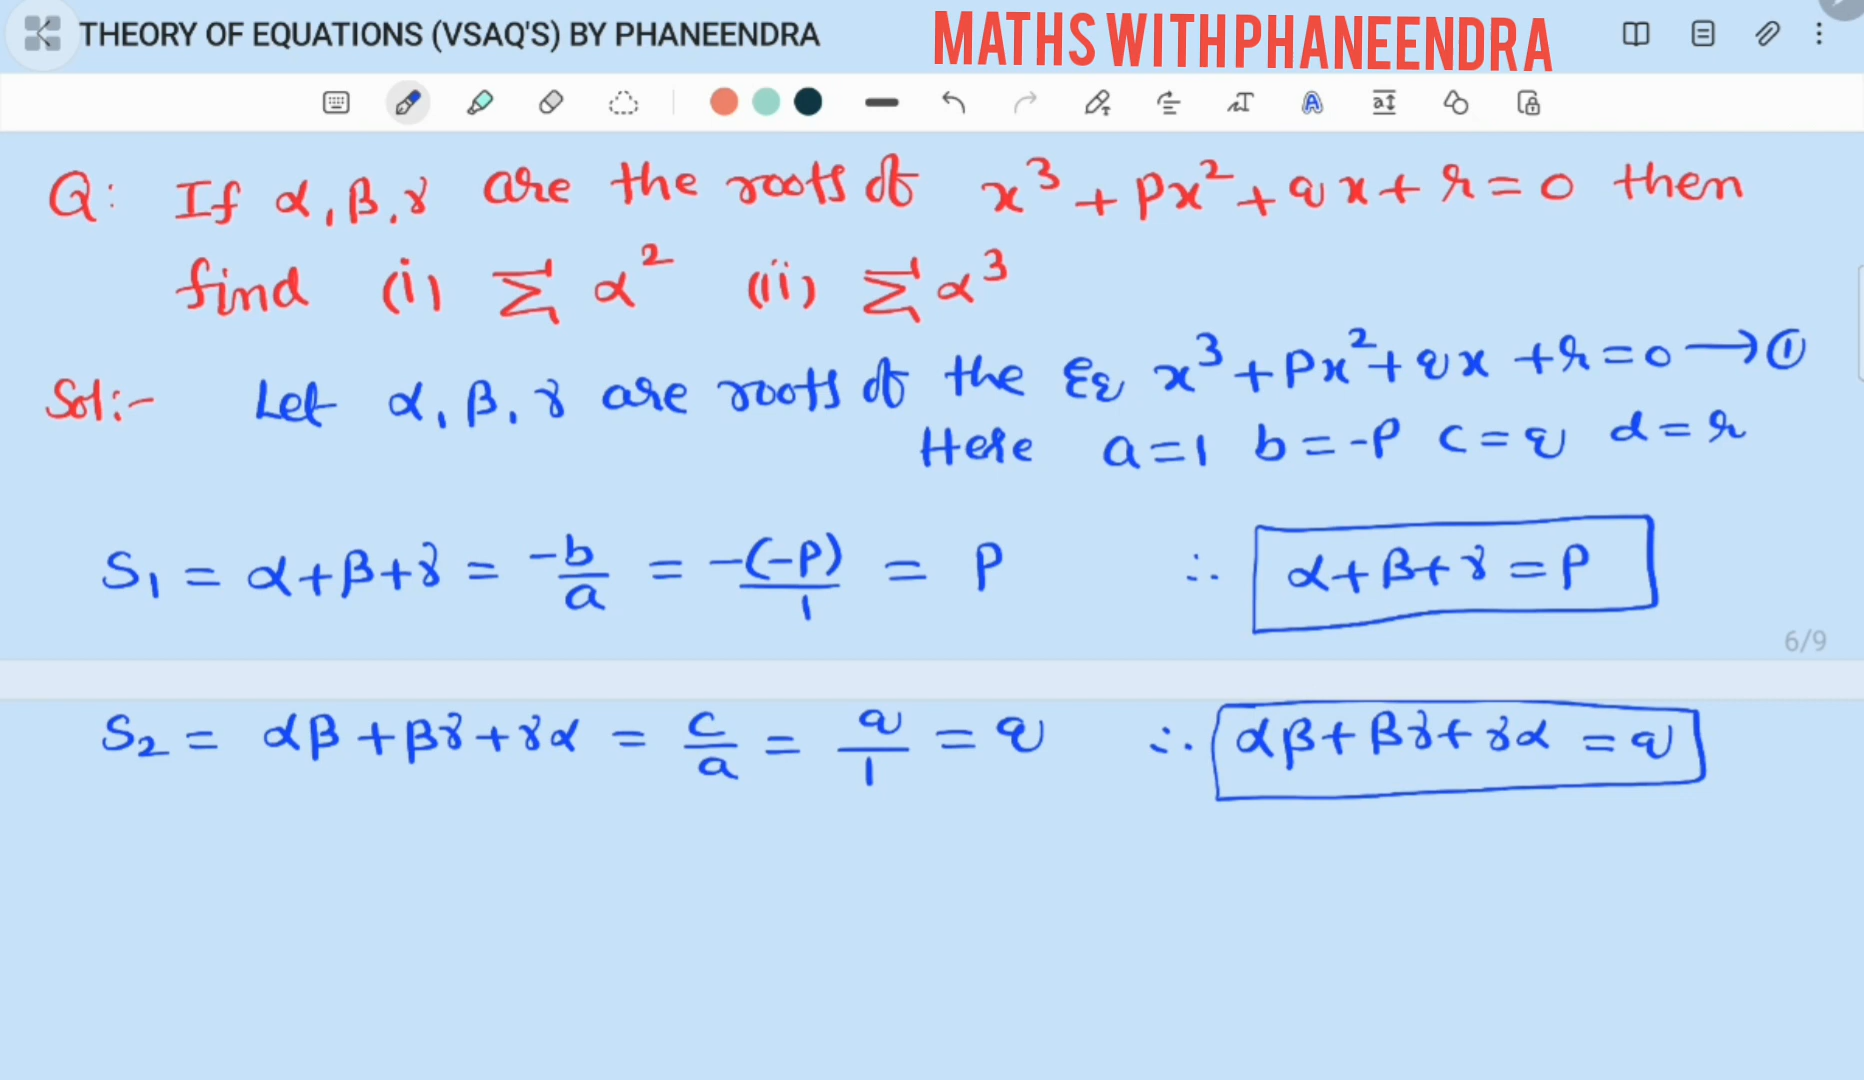 THEORY OF EQUATIONS (VSAQ'S) BY PHANEENDRA
MATHS WITH PHANEENDRA
Q: If α, β, γ are the roots of x³ + px² + qx + r = 0 then
find (i) Σ α² (ii) Σ α³
Sol:- Let α, β, γ are roots of the Eq x³ + px² + qx + r = 0 → ①
Here a = 1 b = -p c = q d = r
S₁ = α+β+γ = -b/a = -(-p)/1 = p ∴ α+β+γ = p
6/9
S₂ = αβ + βγ + γα = c/a = q/1 = q ∴ αβ + βγ + γα = q